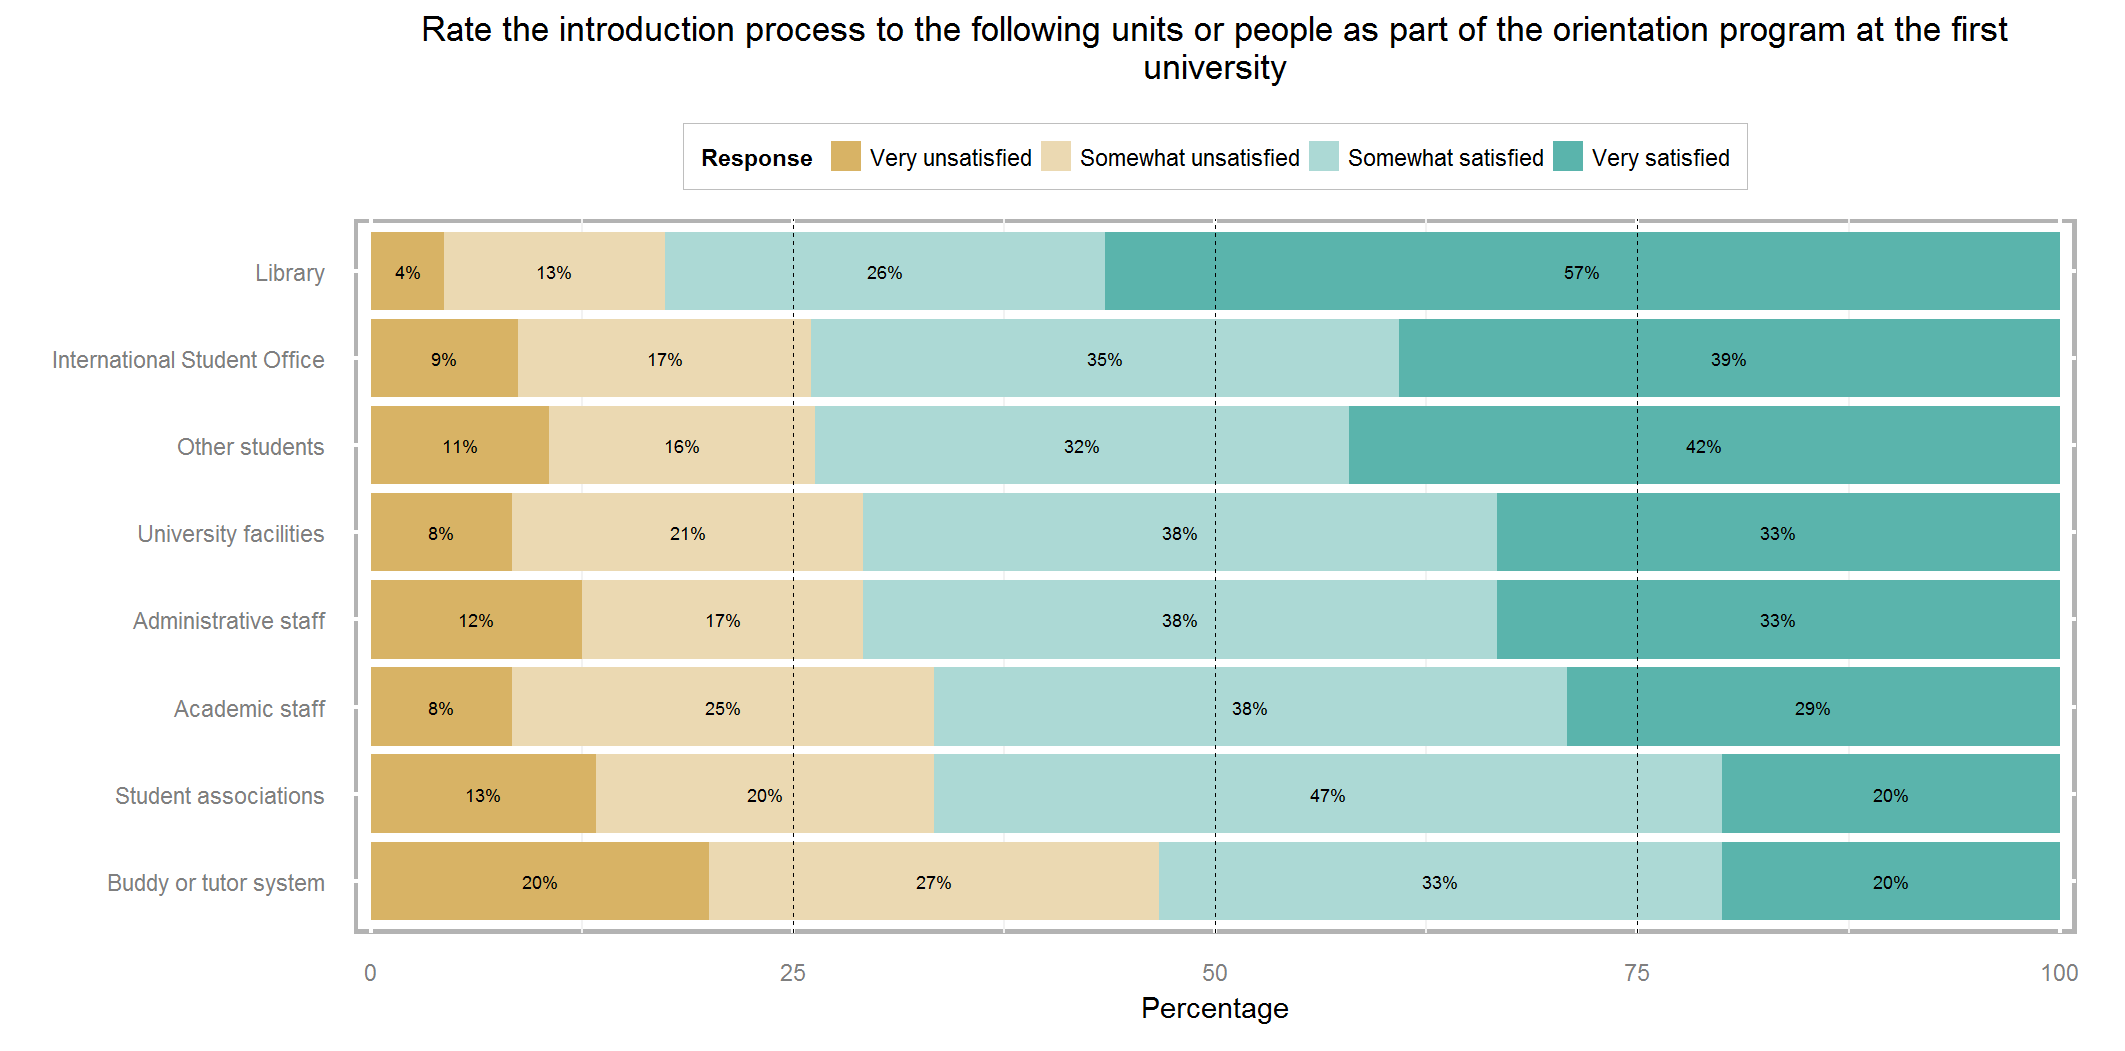 Rate the introduction process to the following units or people as part of the orientation program at the first
university
Response Very unsatisfied Somewhat unsatisfied Somewhat satisfied Very satisfied
Library 4% 13% 26% 57%
International Student Office 9% 17% 35% 39%
Other students 11% 16% 32% 42%
University facilities 8% 21% 38% 33%
Administrative staff 12% 17% 38% 33%
Academic staff 8% 25% 38% 29%
Student associations 13% 20% 47% 20%
Buddy or tutor system 20% 27% 33% 20%
0 25 50 75 100
Percentage